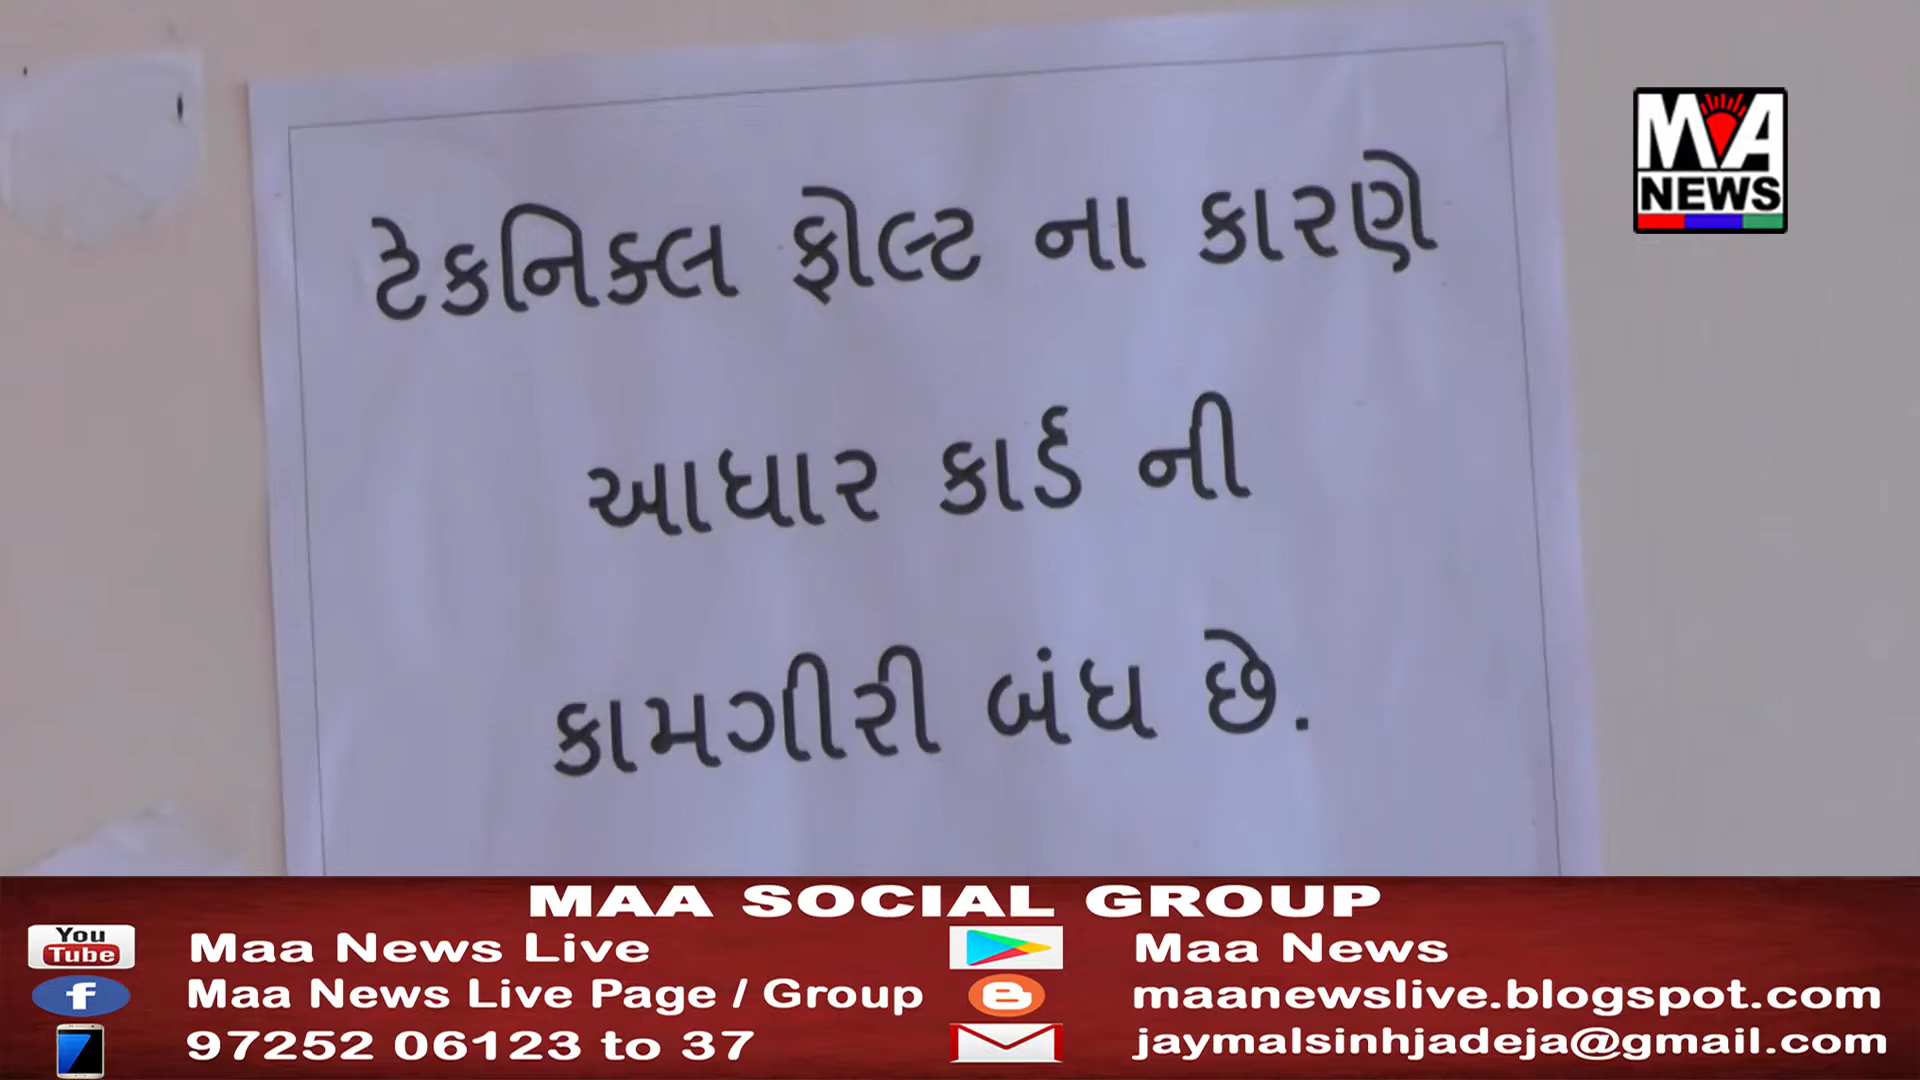 ટેકનિક્લ ફોલ્ટ ના કારણે
આધાર કાર્ડ ની
કામગીરી બંધ છે.
MAA
NEWS
MAA SOCIAL GROUP
You
Tube
Maa News Live
Maa News
f
Maa News Live Page / Group
maanewslive.blogspot.com
97252 06123 to 37
jaymalsinhjadeja@gmail.com